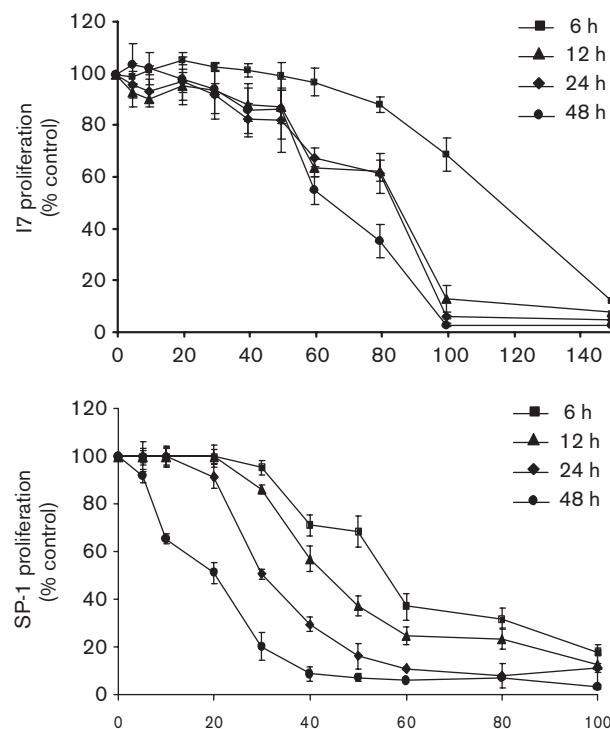 120
100
80
60
40
20
0
I7 proliferation
(% control)
6 h
12 h
24 h
48 h
0 20 40 60 80 100 120 140
120
100
80
60
40
20
0
SP-1 proliferation
(% control)
6 h
12 h
24 h
48 h
0 20 40 60 80 100